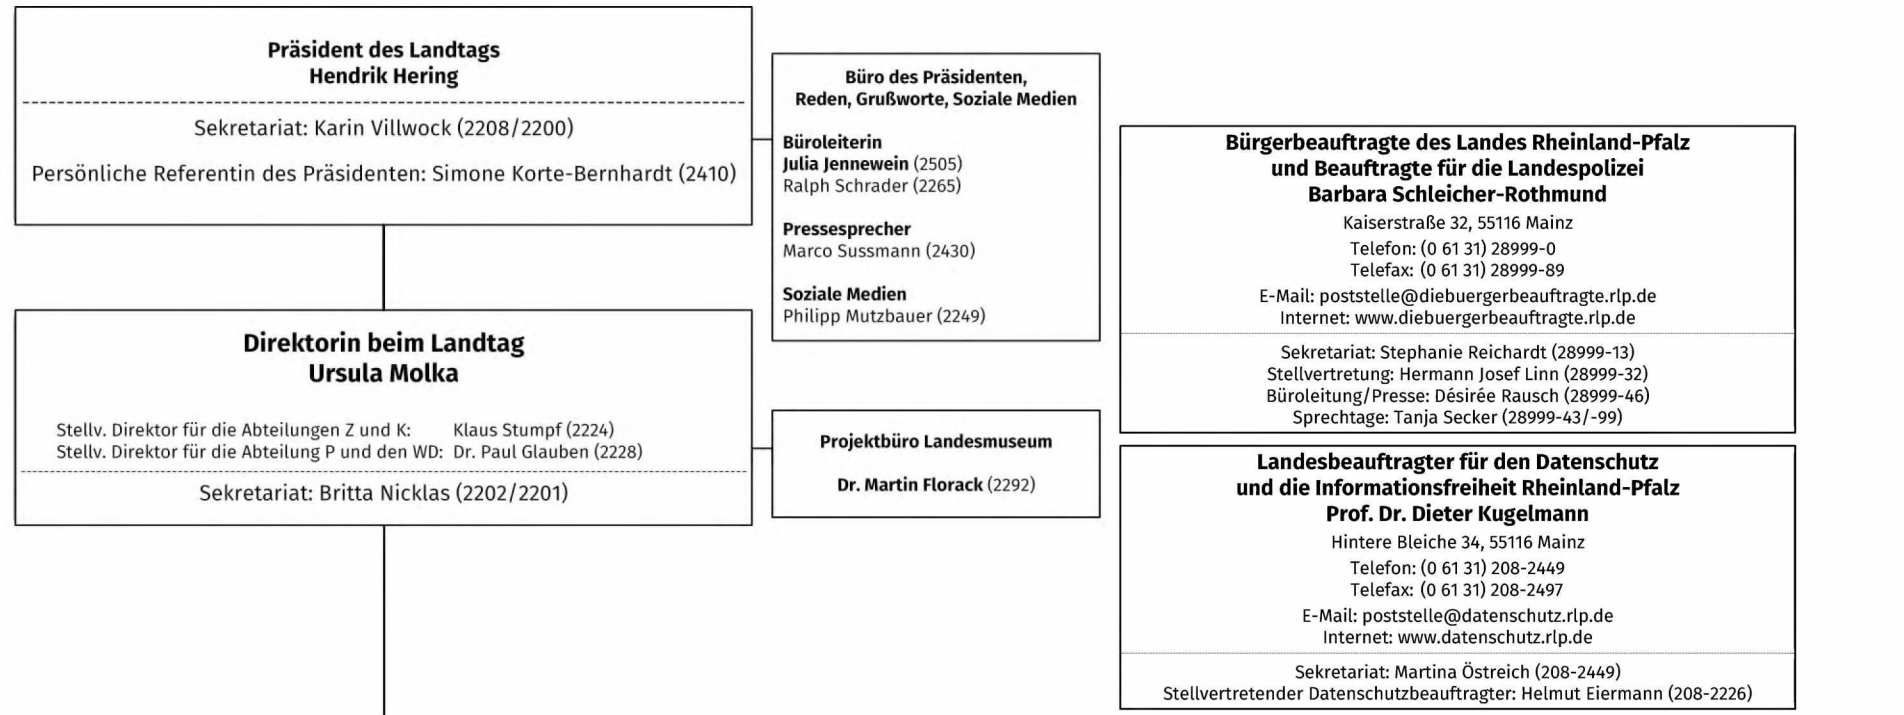 Präsident des Landtags
Hendrik Hering
Sekretariat: Karin Villwock (2208/2200)
Persönliche Referentin des Präsidenten: Simone Korte-Bernhardt (2410)
Büro des Präsidenten,
Reden, Grußworte, Soziale Medien
Büroleiterin
Julia Jennewein (2505)
Ralph Schrader (2265)
Pressesprecher
Marco Sussmann (2430)
Soziale Medien
Philipp Mutzbauer (2249)
Direktorin beim Landtag
Ursula Molka
Stellv. Direktor für die Abteilungen Z und K: Klaus Stumpf (2224)
Stellv. Direktor für die Abteilung P und den WD: Dr. Paul Glauben (2228)
Sekretariat: Britta Nicklas (2202/2201)
Projektbüro Landesmuseum
Dr. Martin Florack (2292)
Bürgerbeauftragte des Landes Rheinland-Pfalz
und Beauftragte für die Landespolizei
Barbara Schleicher-Rothmund
Kaiserstraße 32, 55116 Mainz
Telefon: (0 61 31) 28999-0
Telefax: (0 61 31) 28999-89
E-Mail: poststelle@diebuergerbeauftragte.rlp.de
Internet: www.diebuergerbeauftragte.rlp.de
Sekretariat: Stephanie Reichardt (28999-13)
Stellvertretung: Hermann Josef Linn (28999-32)
Büroleitung/Presse: Désirée Rausch (28999-46)
Sprechtage: Tanja Secker (28999-43/-99)
Landesbeauftragter für den Datenschutz
und die Informationsfreiheit Rheinland-Pfalz
Prof. Dr. Dieter Kugelmann
Hintere Bleiche 34, 55116 Mainz
Telefon: (0 61 31) 208-2449
Telefax: (0 61 31) 208-2497
E-Mail: poststelle@datenschutz.rlp.de
Internet: www.datenschutz.rlp.de
Sekretariat: Martina Östreich (208-2449)
Stellvertretender Datenschutzbeauftragter: Helmut Eiermann (208-2226)